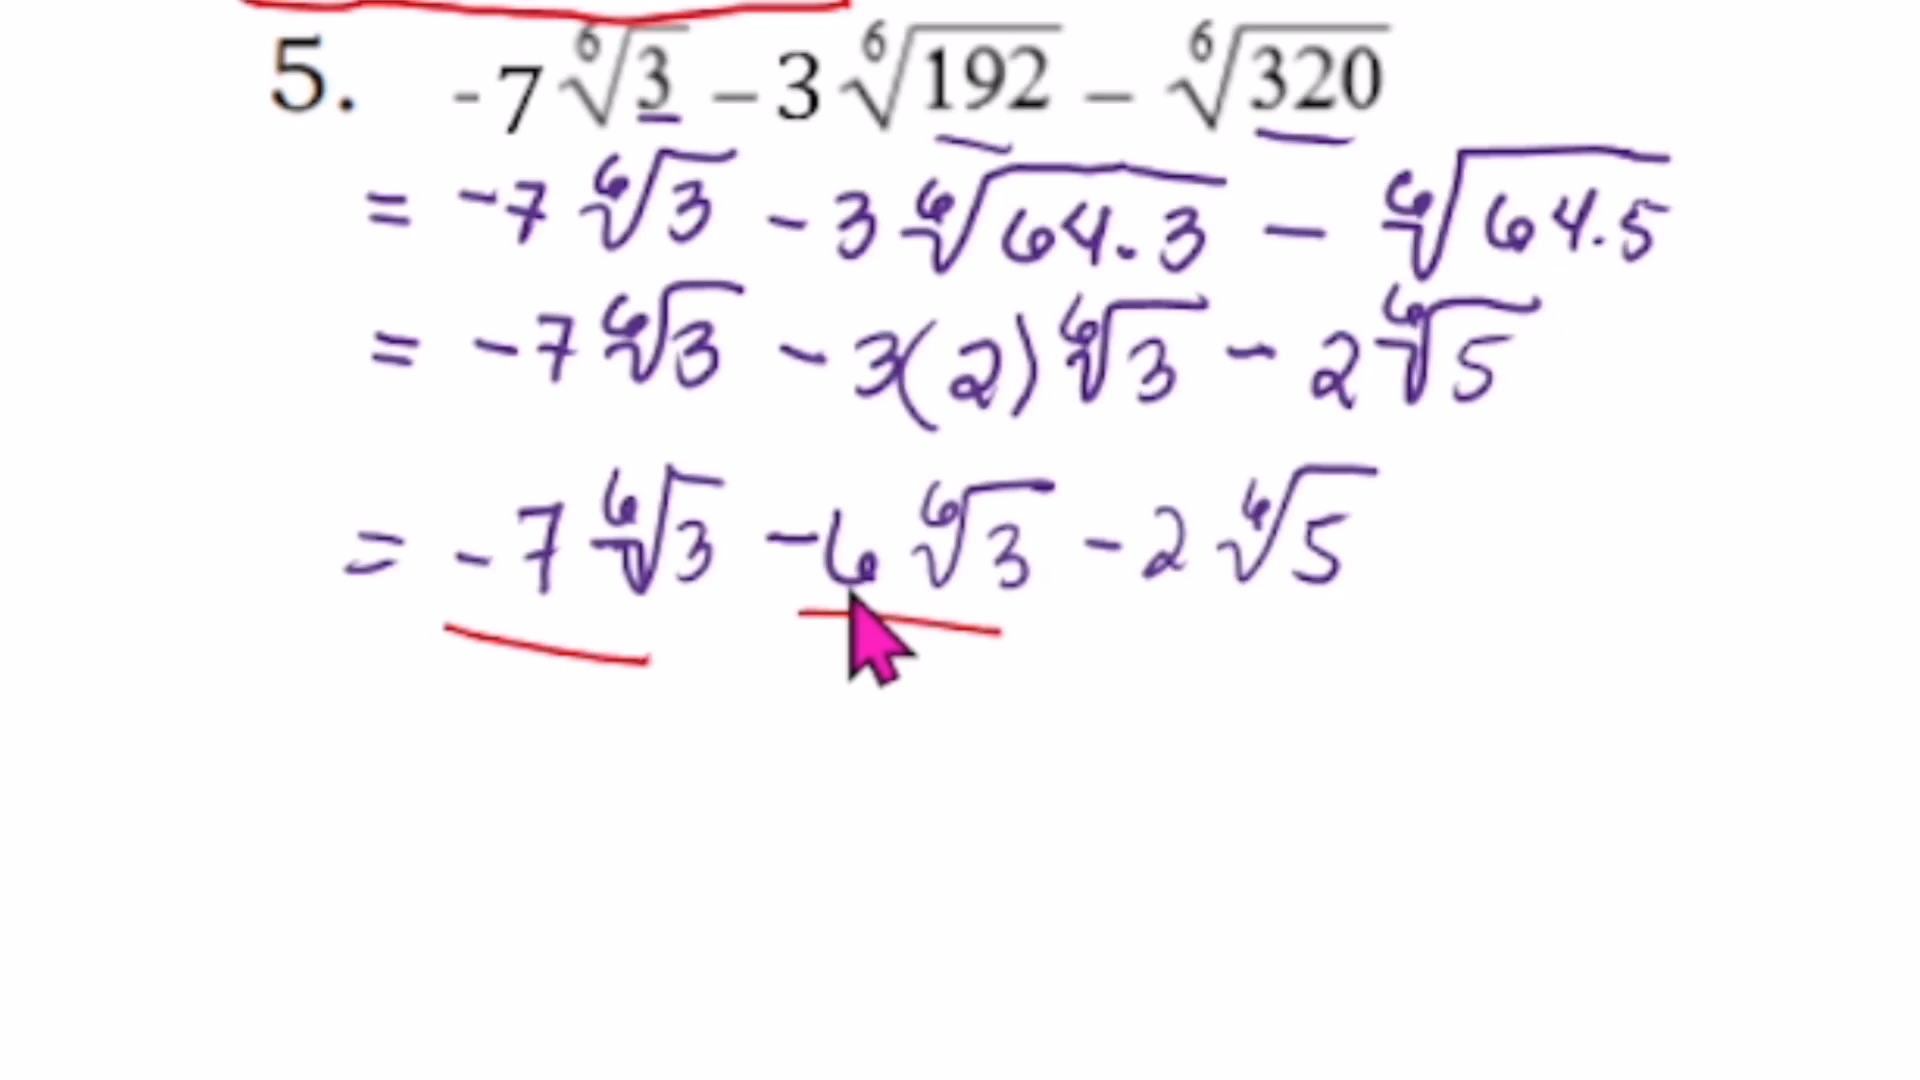 5. -7 ⁶√3 – 3 ⁶√192 – ⁶√320
= -7 ⁶√3 - 3 ⁶√64.3 - ⁶√64.5
= -7 ⁶√3 - 3(2) ⁶√3 - 2 ⁶√5
= -7 ⁶√3 - 6 ⁶√3 - 2 ⁶√5